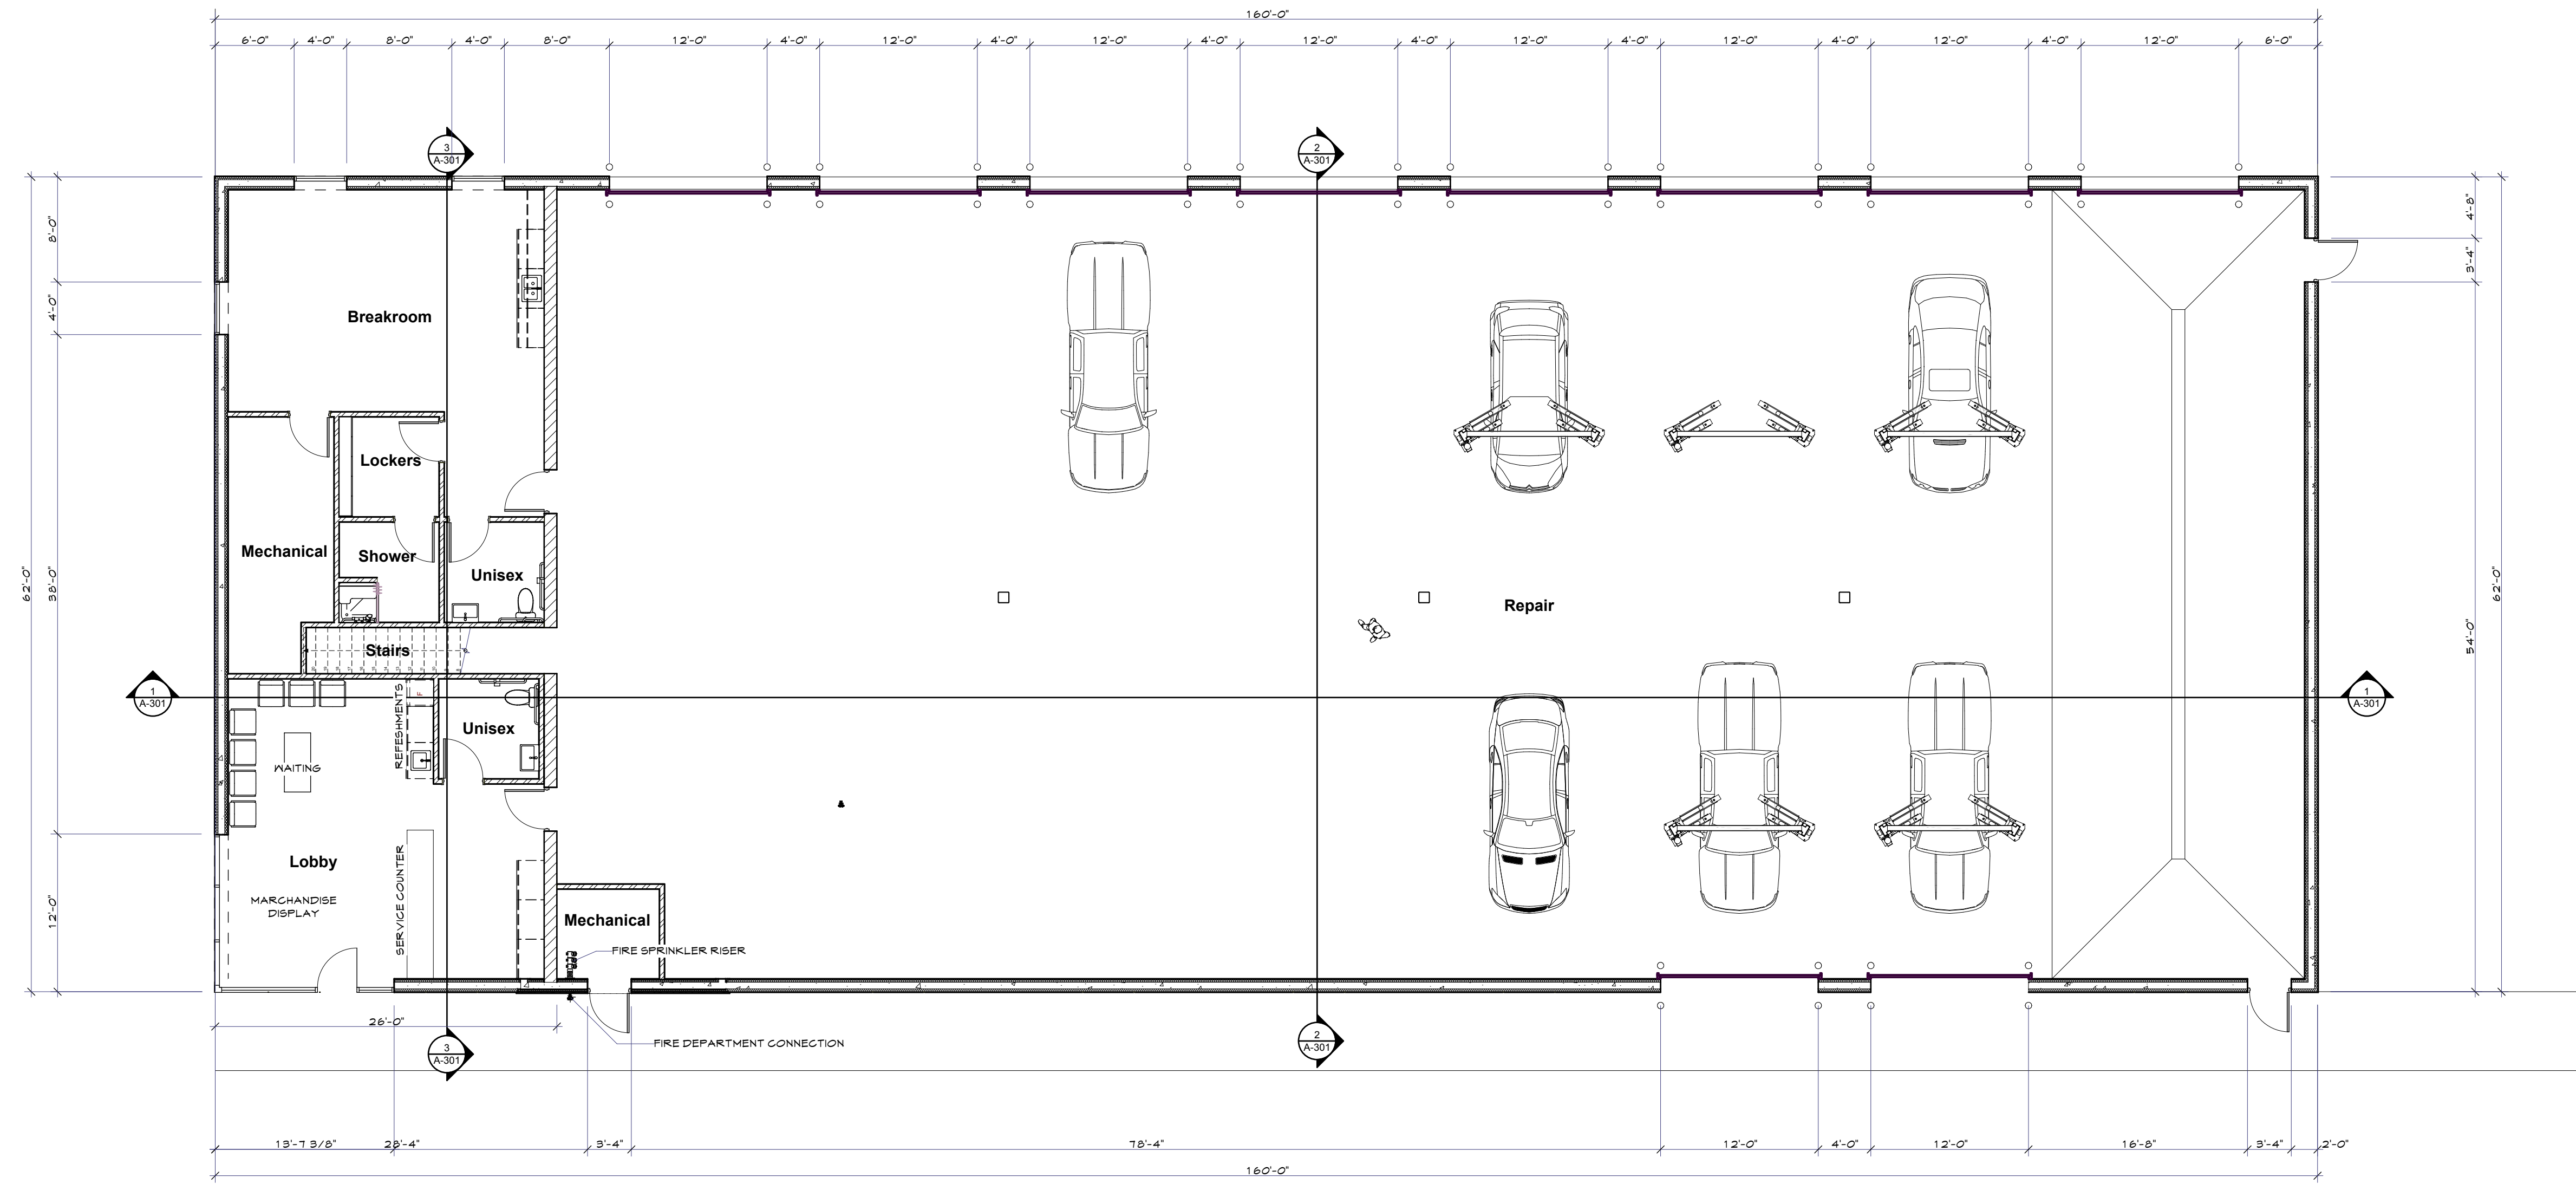 160'-0"
6'-0" 4'-0" 8'-0" 4'-0" 8'-0" 12'-0" 4'-0" 12'-0" 4'-0" 12'-0" 4'-0" 12'-0" 4'-0" 12'-0" 4'-0" 12'-0" 4'-0" 12'-0" 4'-0" 12'-0" 6'-0"
3
A-301
2
A-301
8'-0"
4'-8"
3'-4"
4'-0"
Breakroom
Lockers
Mechanical
Shower
Unisex
62'-0"
38'-0"
62'-0"
Repair
54'-0"
Stairs
1
A-301
1
A-301
REFESHMENTS
F
Unisex
WAITING
Lobby
SERVICE COUNTER
MARCHANDISE
DISPLAY
12'-0"
Mechanical
FIRE SPRINKLER RISER
26'-0"
FIRE DEPARTMENT CONNECTION
3
A-301
2
A-301
13'-7 3/8" 28'-4" 3'-4" 78'-4" 12'-0" 4'-0" 12'-0" 16'-8" 3'-4" 2'-0"
160'-0"